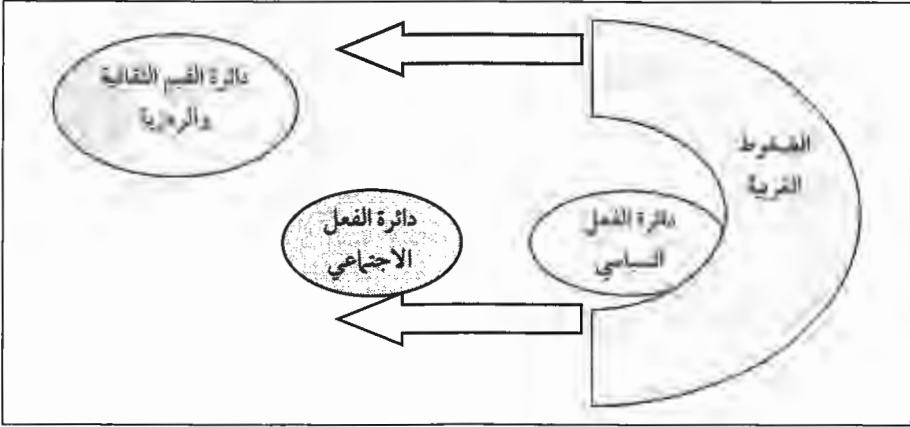 دائرة القيم الثقافية
والرمزية
الضغوط
الغربية
دائرة الفعل
السياسي
دائرة الفعل
الاجتماعي